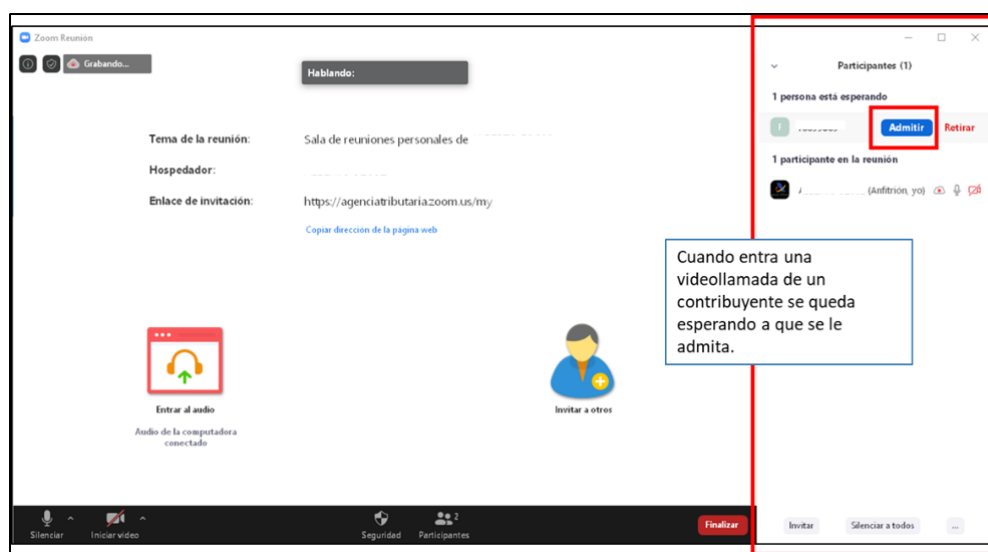 Zoom Reunión
Grabando...
Hablando:
Participantes (1)
1 persona está esperando
Admitir
Retirar
Tema de la reunión:
Sala de reuniones personales de
1 participante en la reunión
Hospedador:
(Anfitrión, yo)
Enlace de invitación:
https://agenciatributaria.zoom.us/my
Copiar dirección de la página web
Cuando entra una
videollamada de un
contribuyente se queda
esperando a que se le
admita.
Entrar al audio
Audio de la computadora
conectado
Invitar a otros
Silenciar
Iniciar video
Seguridad
Participantes
2
Finalizar
Invitar
Silenciar a todos
...